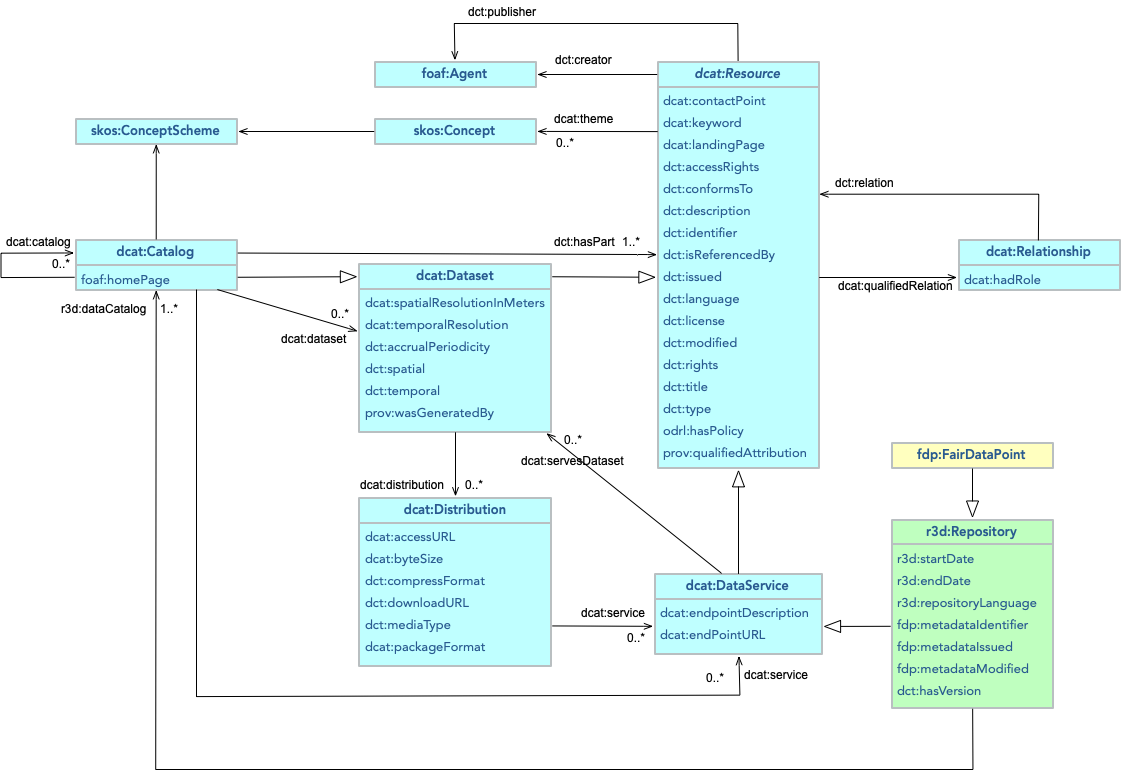 dct:publisher
foaf:Agent
dct:creator
dcat:Resource
dcat:contactPoint
dcat:keyword
dcat:landingPage
dct:accessRights
dct:conformsTo
dct:description
dct:identifier
dct:isReferencedBy
dct:issued
dct:language
dct:license
dct:modified
dct:rights
dct:title
dct:type
odrl:hasPolicy
prov:qualifiedAttribution
skos:ConceptScheme
skos:Concept
dcat:theme
0..*
dct:relation
dcat:catalog
0..*
dcat:Catalog
foaf:homePage
dct:hasPart 1..*
dcat:Relationship
dcat:hadRole
dcat:qualifiedRelation
r3d:dataCatalog
1..*
0..*
dcat:dataset
dcat:Dataset
dcat:spatialResolutionInMeters
dcat:temporalResolution
dct:accrualPeriodicity
dct:spatial
dct:temporal
prov:wasGeneratedBy
0..*
dcat:servesDataset
dcat:distribution
0..*
dcat:Distribution
dcat:accessURL
dcat:byteSize
dct:compressFormat
dct:downloadURL
dct:mediaType
dcat:packageFormat
dcat:service
0..*
dcat:DataService
dcat:endpointDescription
dcat:endPointURL
0..*
dcat:service
fdp:FairDataPoint
r3d:Repository
r3d:startDate
r3d:endDate
r3d:repositoryLanguage
fdp:metadataIdentifier
fdp:metadataIssued
fdp:metadataModified
dct:hasVersion